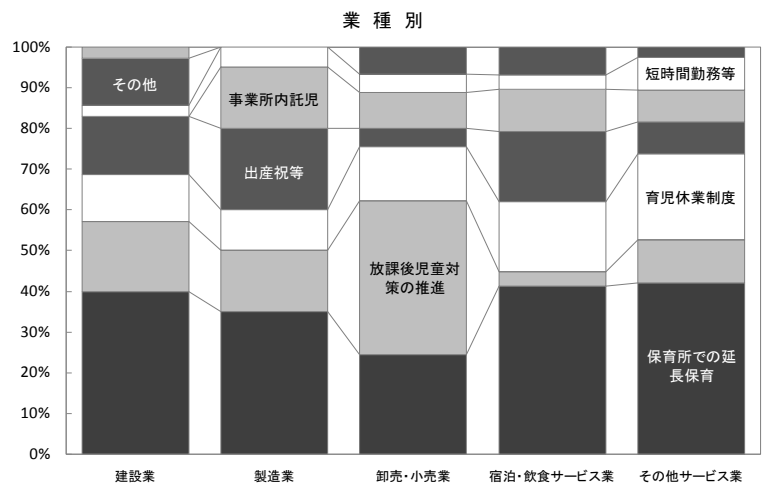 業 種 別
100%
90%
80%
70%
60%
50%
40%
30%
20%
10%
0%
その他
事業所内託児
出産祝等
放課後児童対
策の推進
短時間勤務等
育児休業制度
保育所での延
長保育
建設業
製造業
卸売・小売業
宿泊・飲食サービス業
その他サービス業